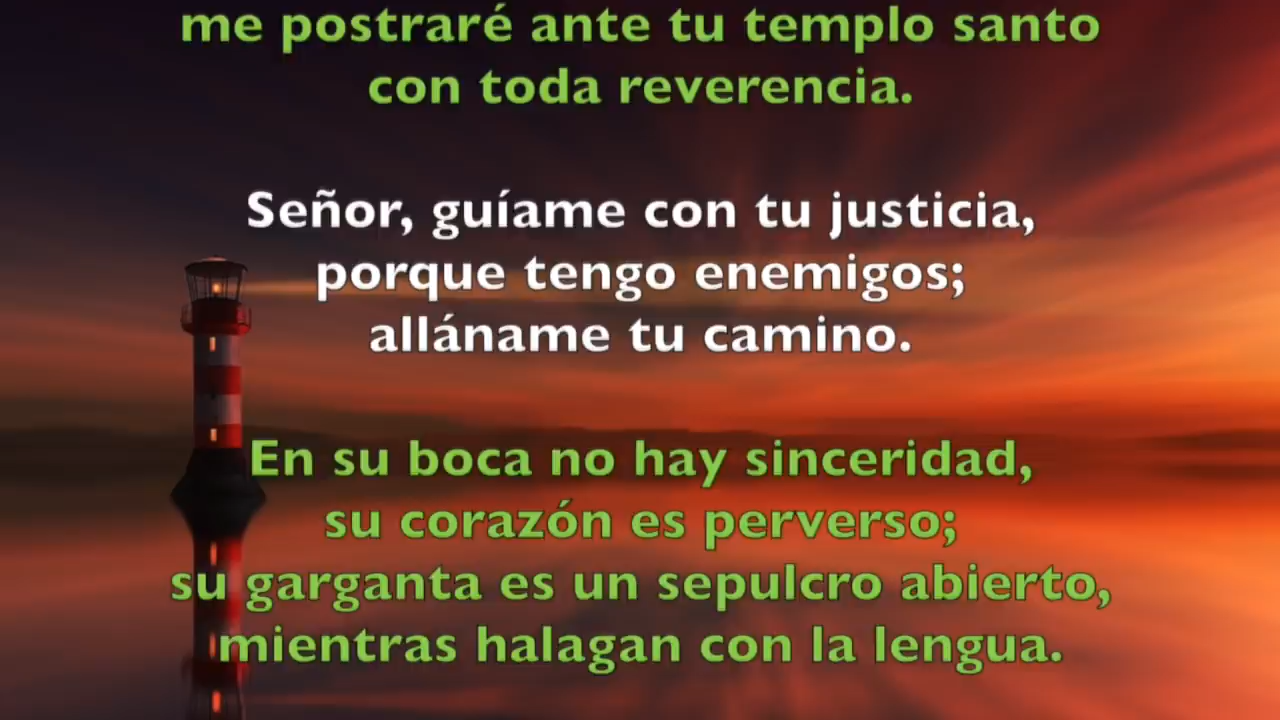 me postraré ante tu templo santo
con toda reverencia.
Señor, guíame con tu justicia,
porque tengo enemigos;
alláname tu camino.
En su boca no hay sinceridad,
su corazón es perverso;
su garganta es un sepulcro abierto,
mientras halagan con la lengua.